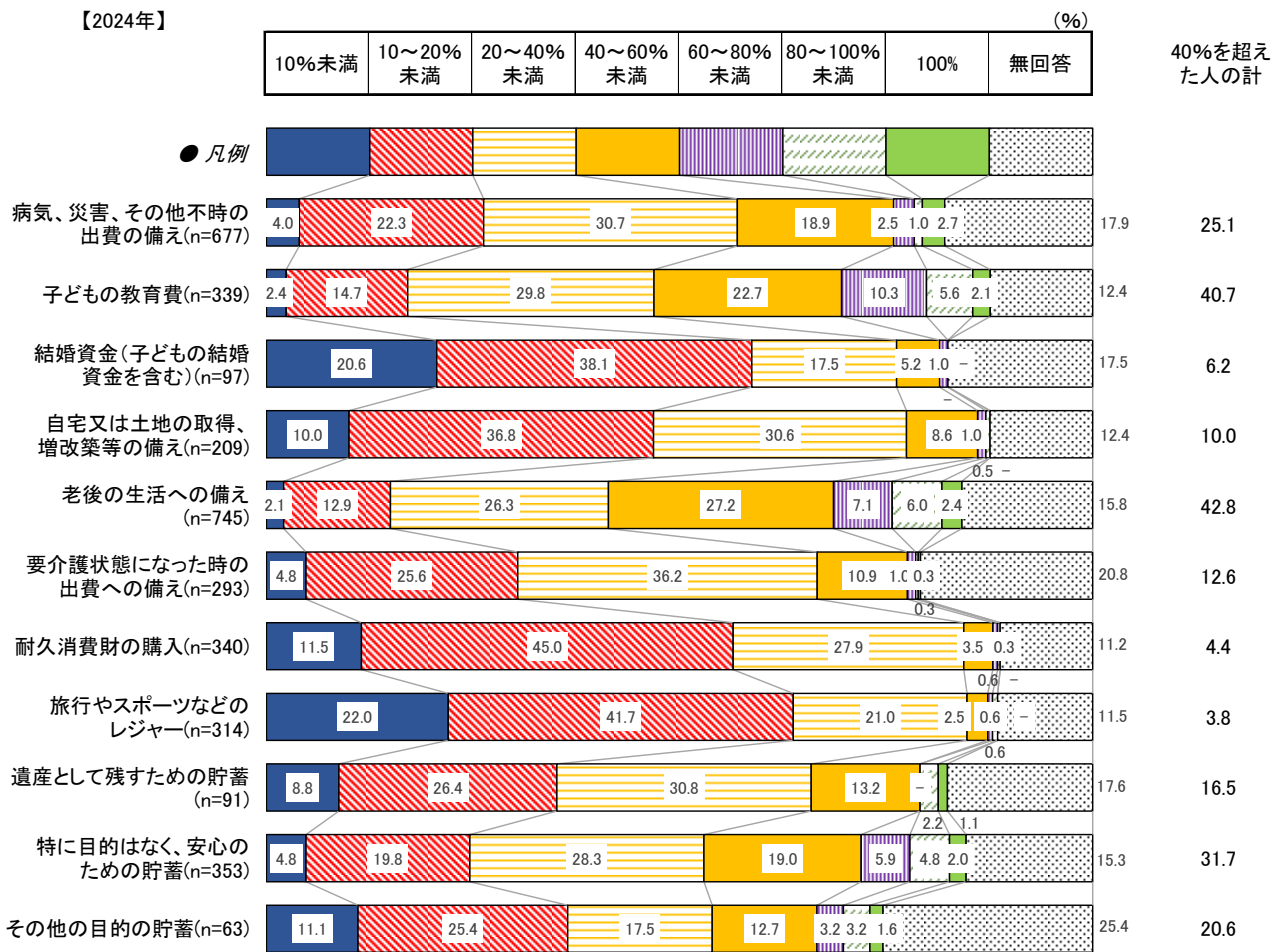 【2024年】
(%)
10%未満
10～20%
未満
20～40%
未満
40～60%
未満
60～80%
未満
80～100%
未満
100%
無回答
40%を超え
た人の計
● 凡例
病気、災害、その他不時の
出費の備え(n=677)
4.0 22.3 30.7 18.9 2.5 1.0 2.7 17.9 25.1
子どもの教育費(n=339)
2.4 14.7 29.8 22.7 10.3 5.6 2.1 12.4 40.7
結婚資金（子どもの結婚
資金を含む）(n=97)
20.6 38.1 17.5 5.2 1.0 － 17.5 6.2
－
自宅又は土地の取得、
増改築等の備え(n=209)
10.0 36.8 30.6 8.6 1.0 12.4 10.0
0.5 －
老後の生活への備え
(n=745)
2.1 12.9 26.3 27.2 7.1 6.0 2.4 15.8 42.8
要介護状態になった時の
出費への備え(n=293)
4.8 25.6 36.2 10.9 1.0 0.3 20.8 12.6
0.3
耐久消費財の購入(n=340)
11.5 45.0 27.9 3.5 0.3 11.2 4.4
0.6 －
旅行やスポーツなどの
レジャー(n=314)
22.0 41.7 21.0 2.5 0.6 － 11.5 3.8
0.6
遺産として残すための貯蓄
(n=91)
8.8 26.4 30.8 13.2 － 17.6 16.5
2.2 1.1
特に目的はなく、安心の
ための貯蓄(n=353)
4.8 19.8 28.3 19.0 5.9 4.8 2.0 15.3 31.7
その他の目的の貯蓄(n=63)
11.1 25.4 17.5 12.7 3.2 3.2 1.6 25.4 20.6